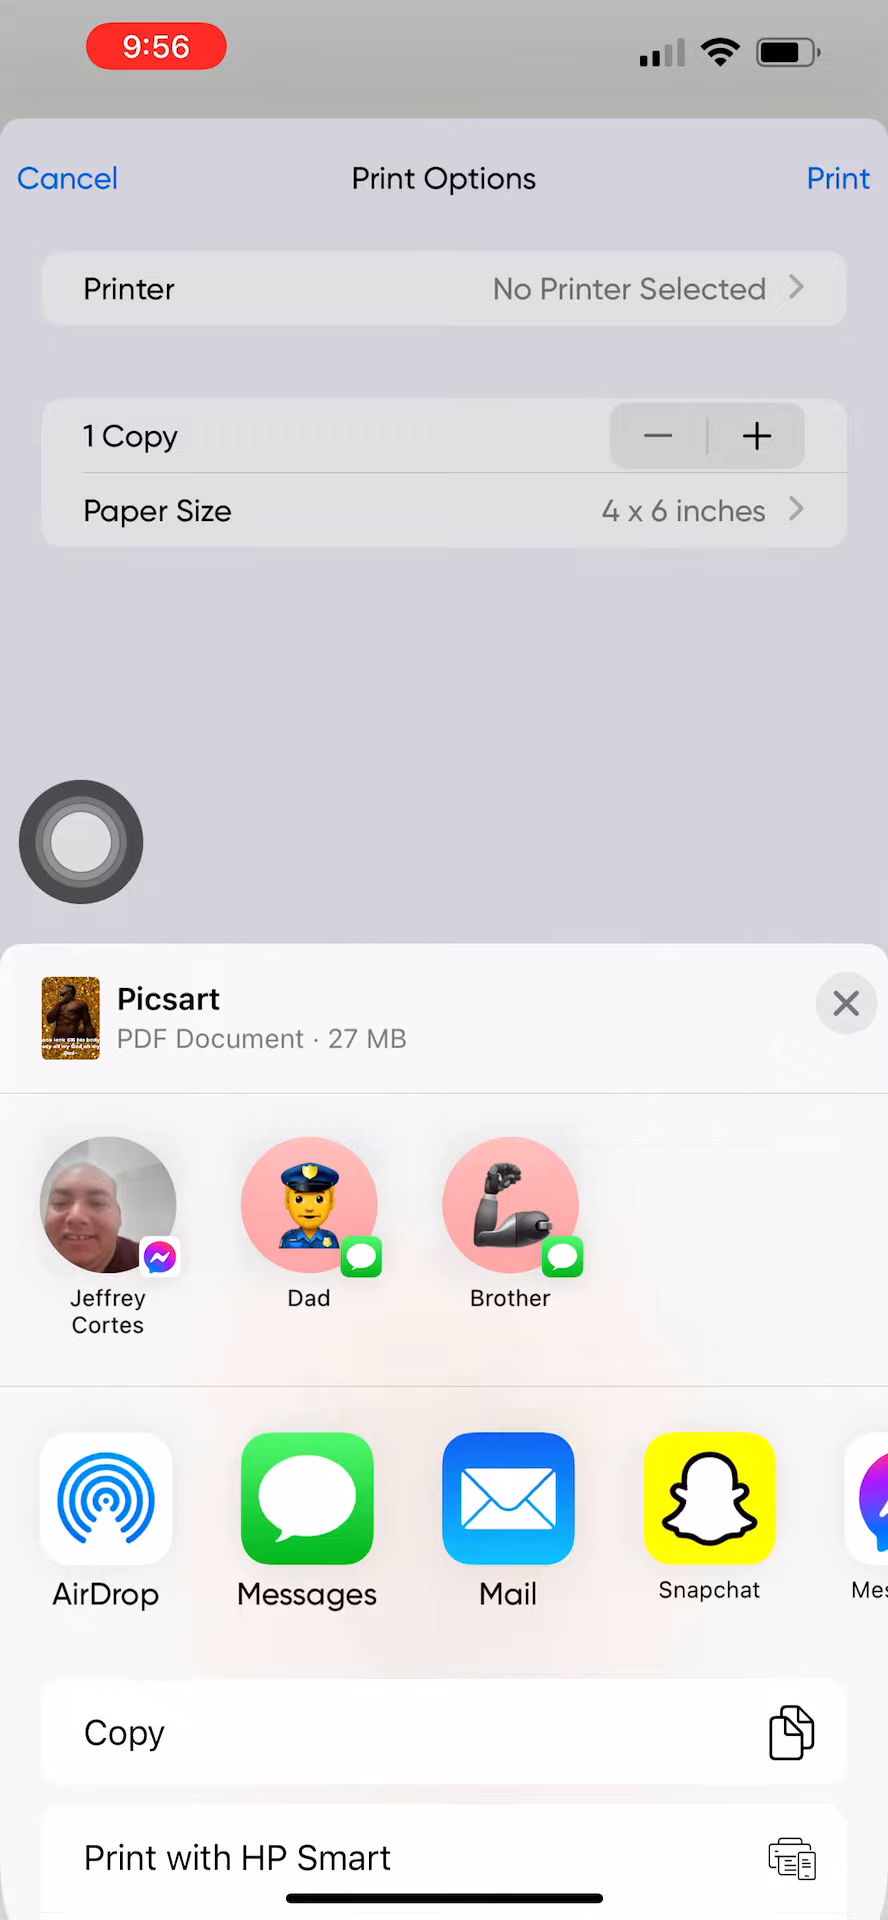 9:56
Cancel
Print Options
Print
Printer
No Printer Selected
1 Copy
Paper Size
4 x 6 inches
Picsart
PDF Document · 27 MB
Jeffrey
Cortes
Dad
Brother
AirDrop
Messages
Mail
Snapchat
Mes
Copy
Print with HP Smart